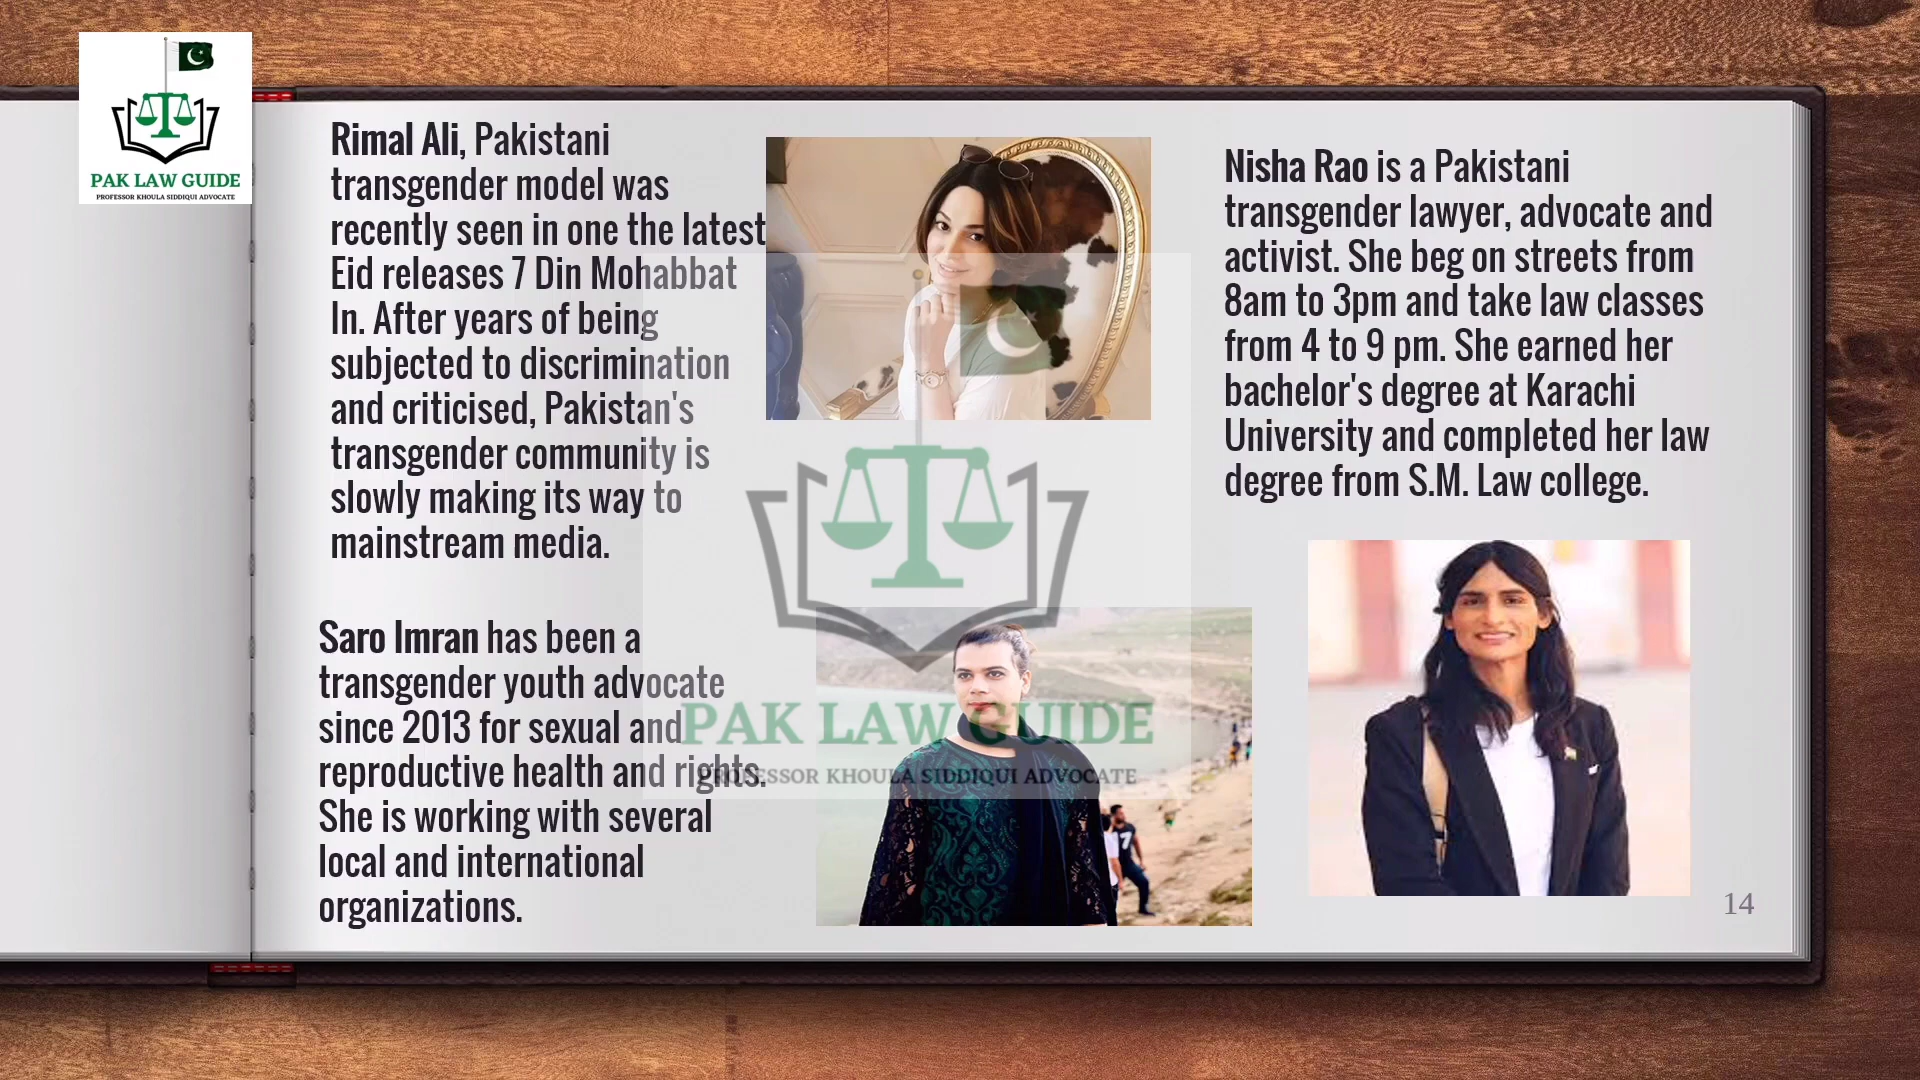 PAK LAW GUIDE
PROFESSOR KHOULA SIDDIQUI ADVOCATE
Rimal Ali, Pakistani
transgender model was
recently seen in one the latest
Eid releases 7 Din Mohabbat
In. After years of being
subjected to discrimination
and criticised, Pakistan's
transgender community is
slowly making its way to
mainstream media.
Saro Imran has been a
transgender youth advocate
since 2013 for sexual and
reproductive health and rights.
She is working with several
local and international
organizations.
Nisha Rao is a Pakistani
transgender lawyer, advocate and
activist. She beg on streets from
8am to 3pm and take law classes
from 4 to 9 pm. She earned her
bachelor's degree at Karachi
University and completed her law
degree from S.M. Law college.
PAK LAW GUIDE
PROFESSOR KHOULA SIDDIQUI ADVOCATE
7
14